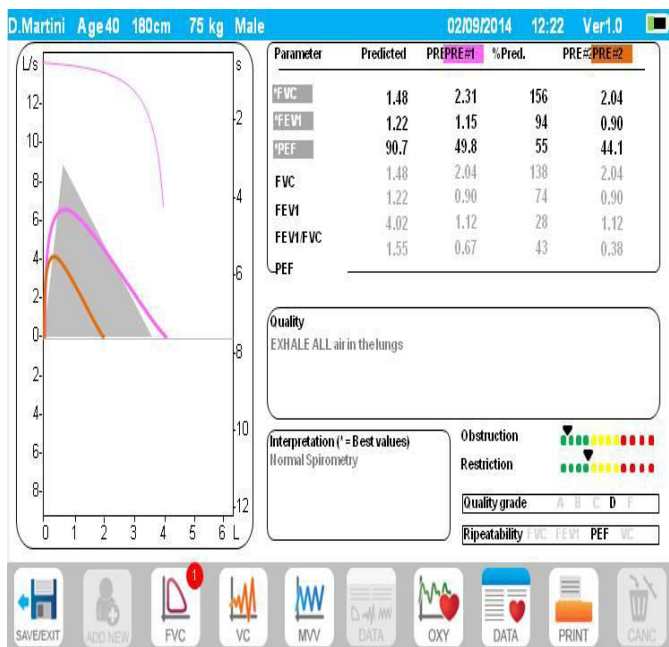 D.Martini Age40 180cm 75 kg Male 02/09/2014 12:22 Ver1.0
L/s
S
12
10
8
6
4
2
0
2
4
6
8
2
4
6
8
10
12
0 1 2 3 4 5 6 L
Parameter Predicted PRE PRE#1 %Pred. PRE#2 PRE#2
*FVC 1.48 2.31 156 2.04
*FEV1 1.22 1.15 94 0.90
*PEF 90.7 49.8 55 44.1
FVC 1.48 2.04 138 2.04
FEV1 1.22 0.90 74 0.90
FEV1/FVC 4.02 1.12 28 1.12
PEF 1.55 0.67 43 0.38
Quality
EXHALE ALL air in the lungs
Interpretation (* = Best values)
Normal Spirometry
Obstruction
Restriction
Quality grade A B C D F
Ripeatability FVC FEV1 PEF VC
1
SAVE/EXIT ADD NEW FVC VC MVV DATA OXY DATA PRINT CANC